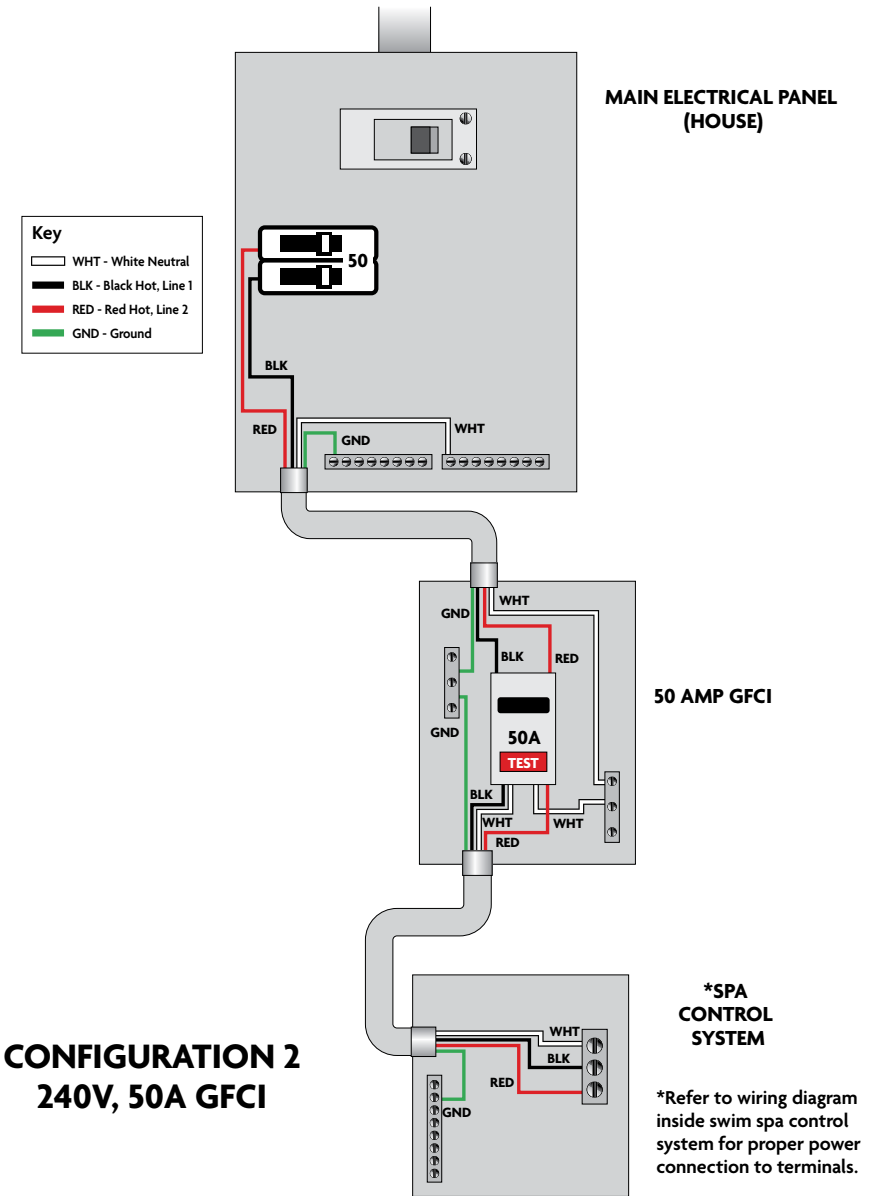 MAIN ELECTRICAL PANEL
(HOUSE)
Key
WHT - White Neutral
BLK - Black Hot, Line 1
RED - Red Hot, Line 2
GND - Ground
50
BLK
RED
GND
WHT
WHT
GND
BLK
RED
50 AMP GFCI
GND
50A
TEST
BLK
WHT
WHT
RED
*SPA
CONTROL
SYSTEM
WHT
BLK
RED
GND
CONFIGURATION 2
240V, 50A GFCI
*Refer to wiring diagram
inside swim spa control
system for proper power
connection to terminals.